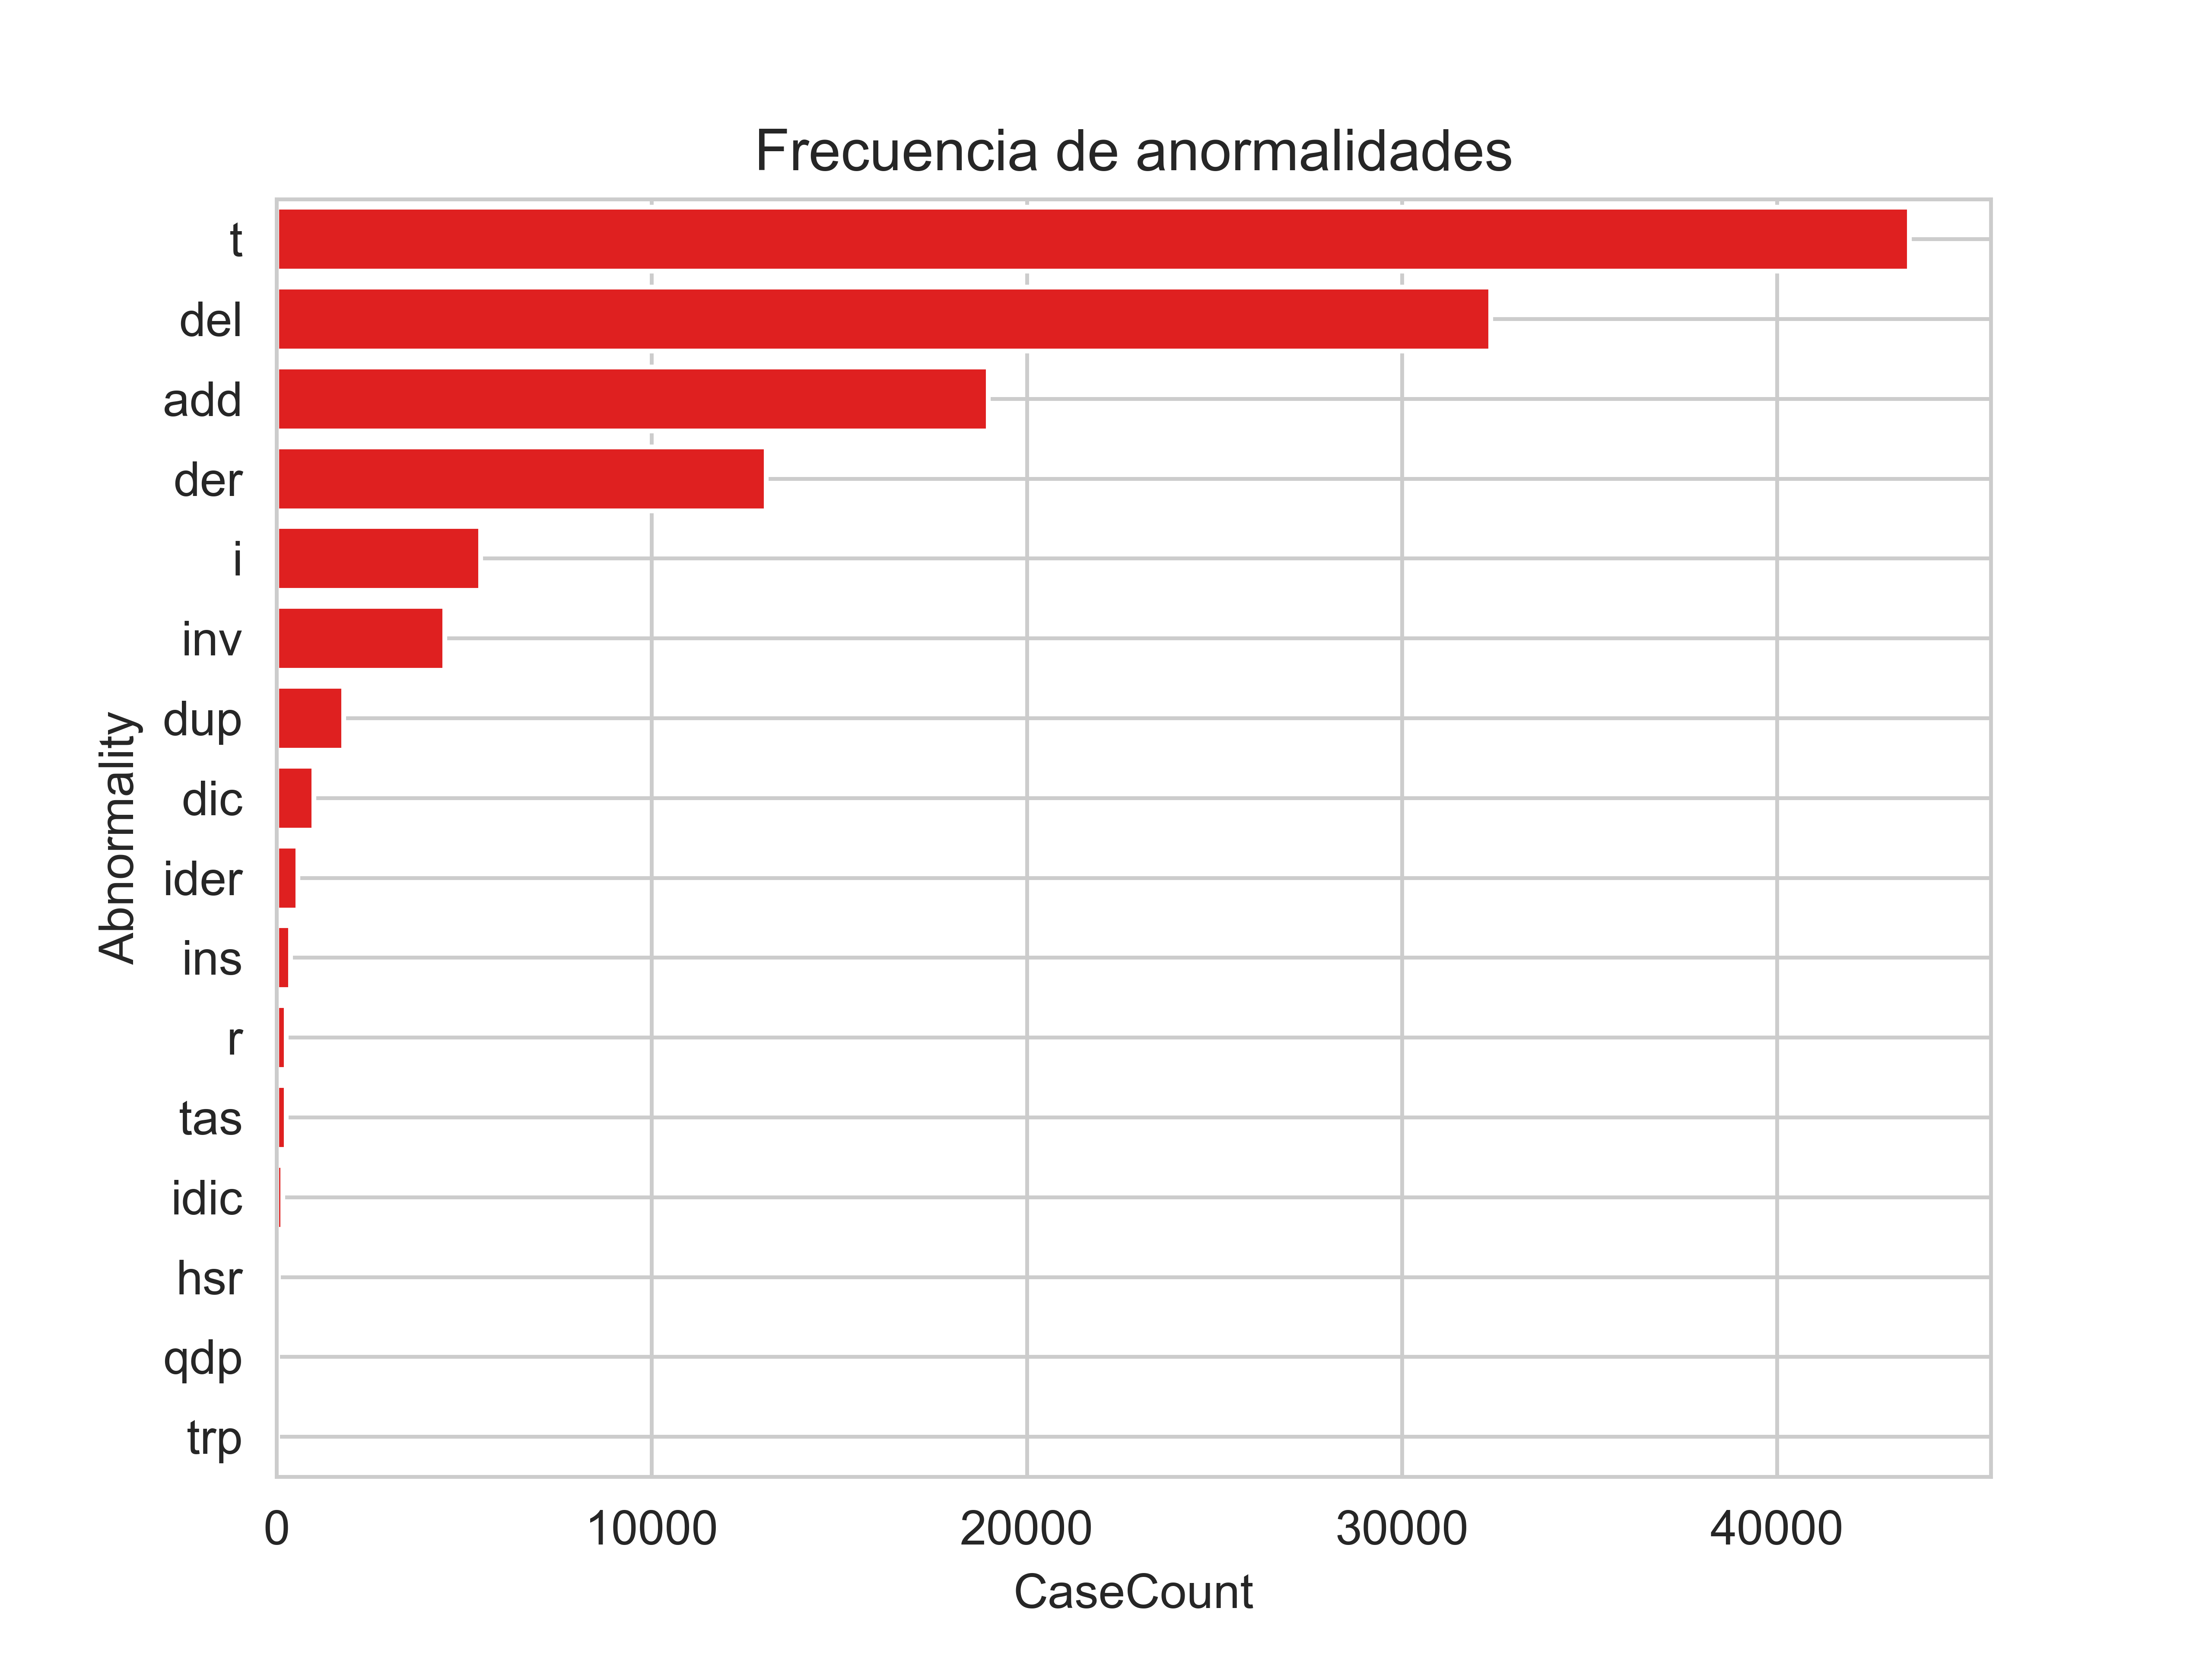 Frecuencia de anormalidades
t
del
add
der
i
inv
dup
dic
ider
ins
r
tas
idic
hsr
qdp
trp
Abnormality
0 10000 20000 30000 40000
CaseCount